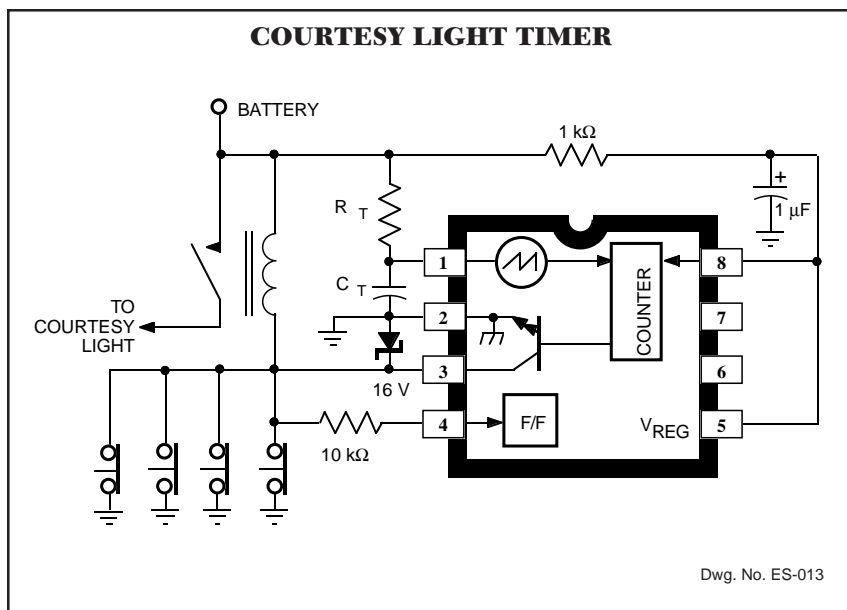 COURTESY LIGHT TIMER
BATTERY
1 kΩ
R T
+
1 µF
1
8
C T
TO
COURTESY
LIGHT
2
7
COUNTER
16 V
3
6
4
F/F
VREG
5
10 kΩ
Dwg. No. ES-013